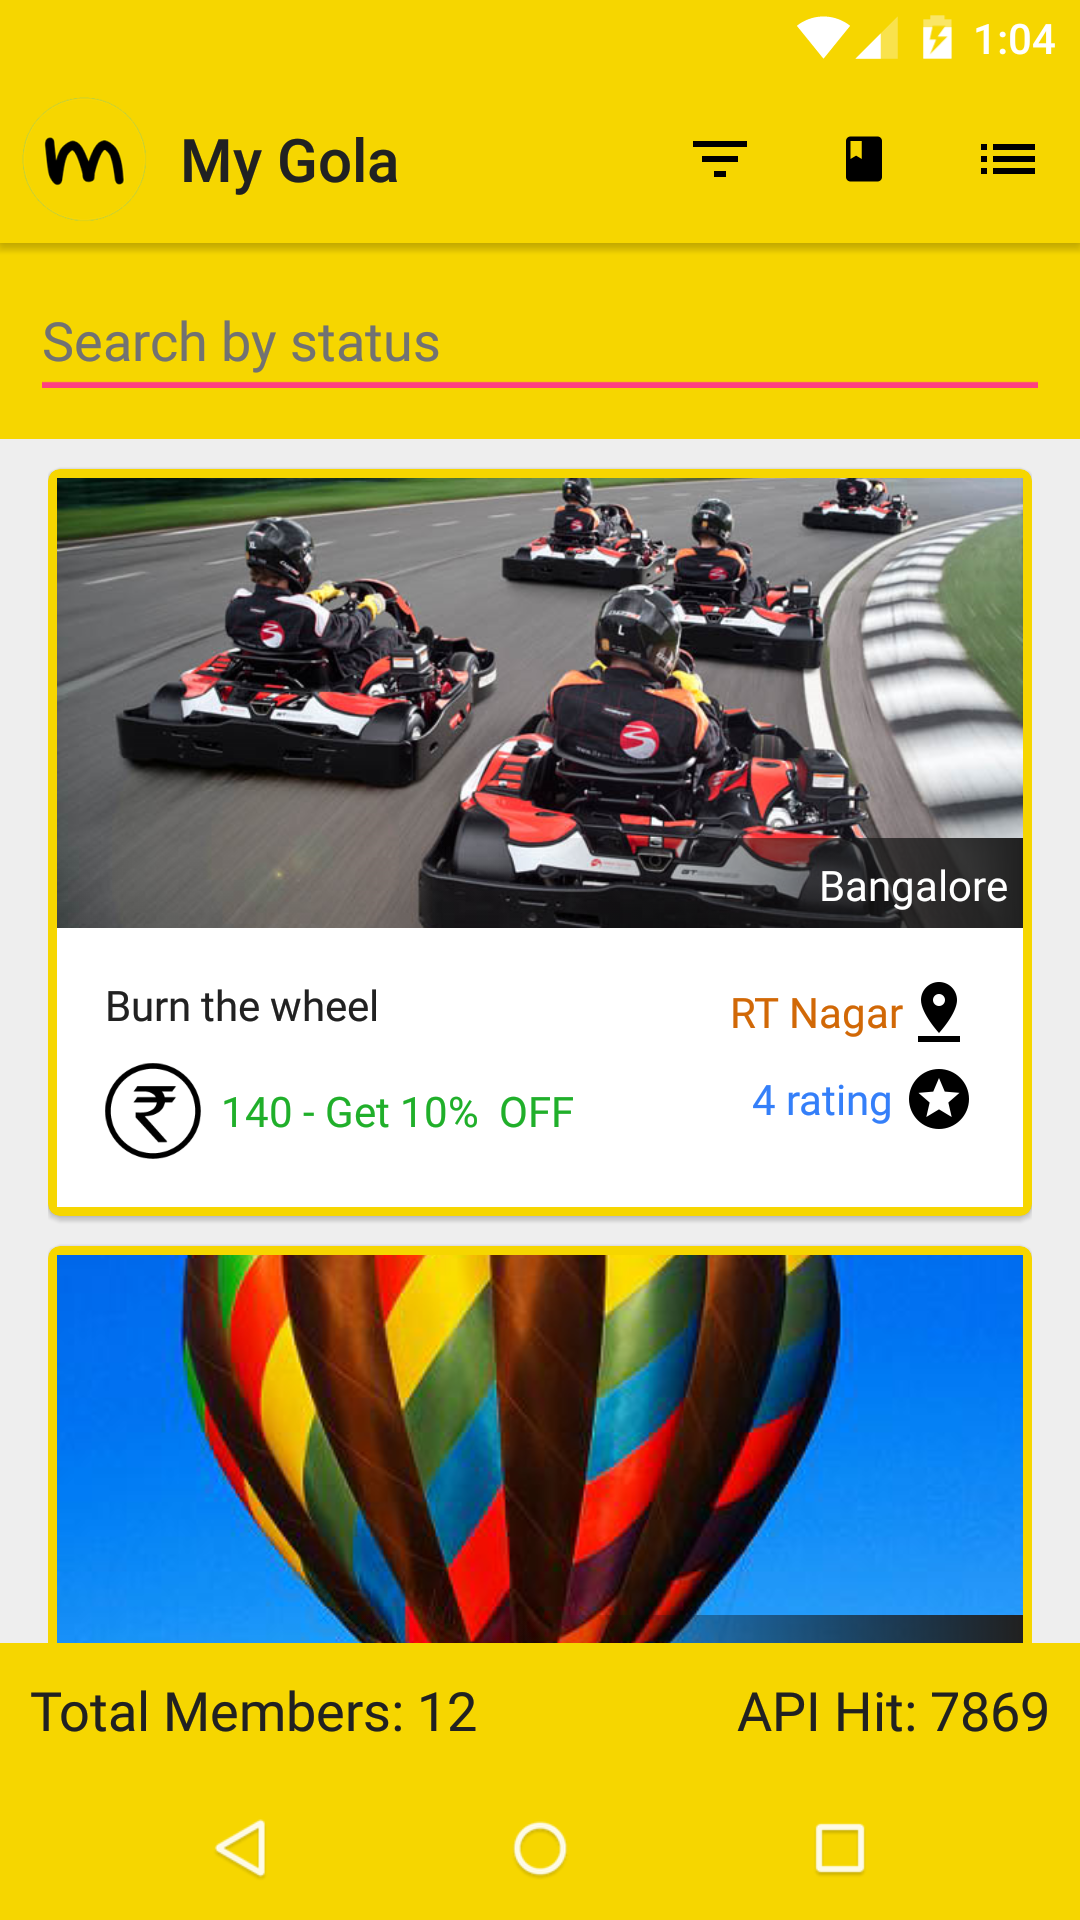 1:04
m My Gola
Search by status
L
Bangalore
Burn the wheel
RT Nagar
₹ 140 - Get 10% OFF
4 rating
Total Members: 12
API Hit: 7869